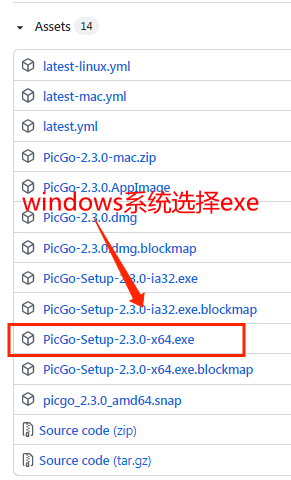 Assets 14
latest-linux.yml
latest-mac.yml
latest.yml
PicGo-2.3.0-mac.zip
PicGo-2.3.0.AppImage
windows系统选择exe
PicGo-2.3.0.dmg
PicGo-2.3.0.dmg.blockmap
PicGo-Setup-2.3.0-ia32.exe
PicGo-Setup-2.3.0-ia32.exe.blockmap
PicGo-Setup-2.3.0-x64.exe
PicGo-Setup-2.3.0-x64.exe.blockmap
picgo_2.3.0_amd64.snap
Source code (zip)
Source code (tar.gz)